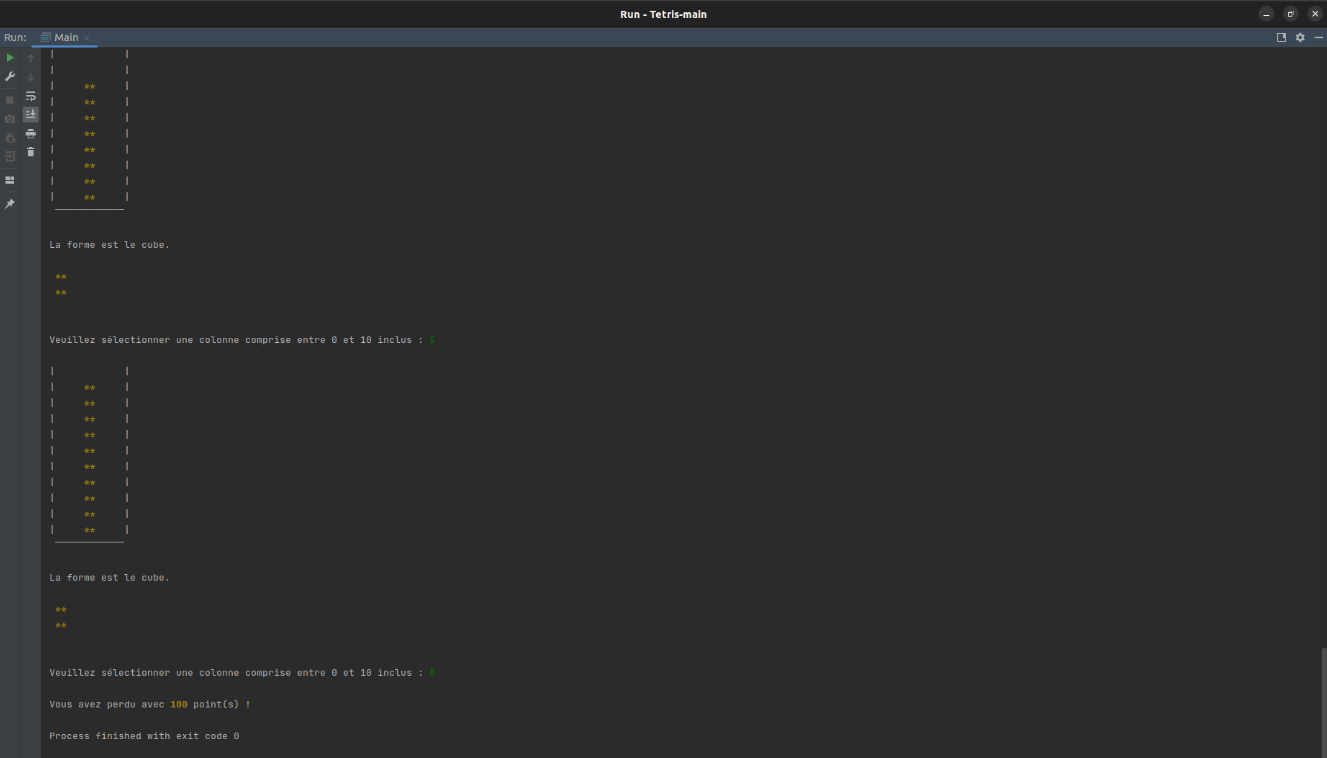 Run - Tetris-main
Run: Main
|            |
|            |
|     **     |
|     **     |
|     **     |
|     **     |
|     **     |
|     **     |
|     **     |
|     **     |
____________
La forme est le cube.
**
**
Veuillez sélectionner une colonne comprise entre 0 et 10 inclus : 5
|            |
|     **     |
|     **     |
|     **     |
|     **     |
|     **     |
|     **     |
|     **     |
|     **     |
|     **     |
|     **     |
____________
La forme est le cube.
**
**
Veuillez sélectionner une colonne comprise entre 0 et 10 inclus : 5
Vous avez perdu avec 100 point(s) !
Process finished with exit code 0